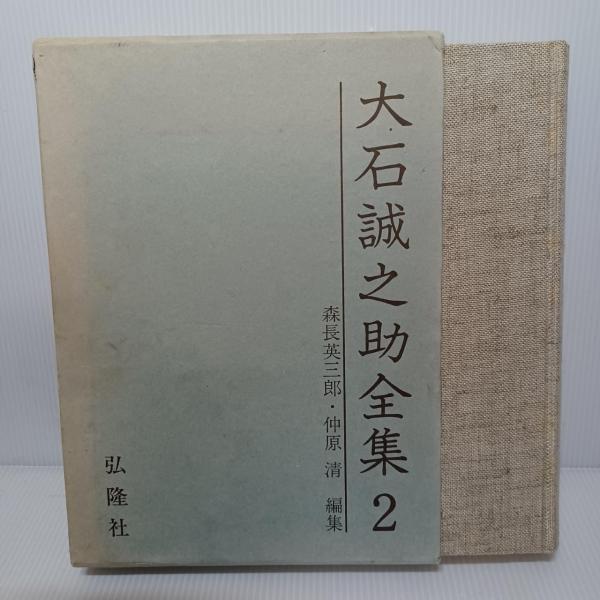 大石誠之助全集 2
森長英三郎・仲原 清 編集
弘隆社